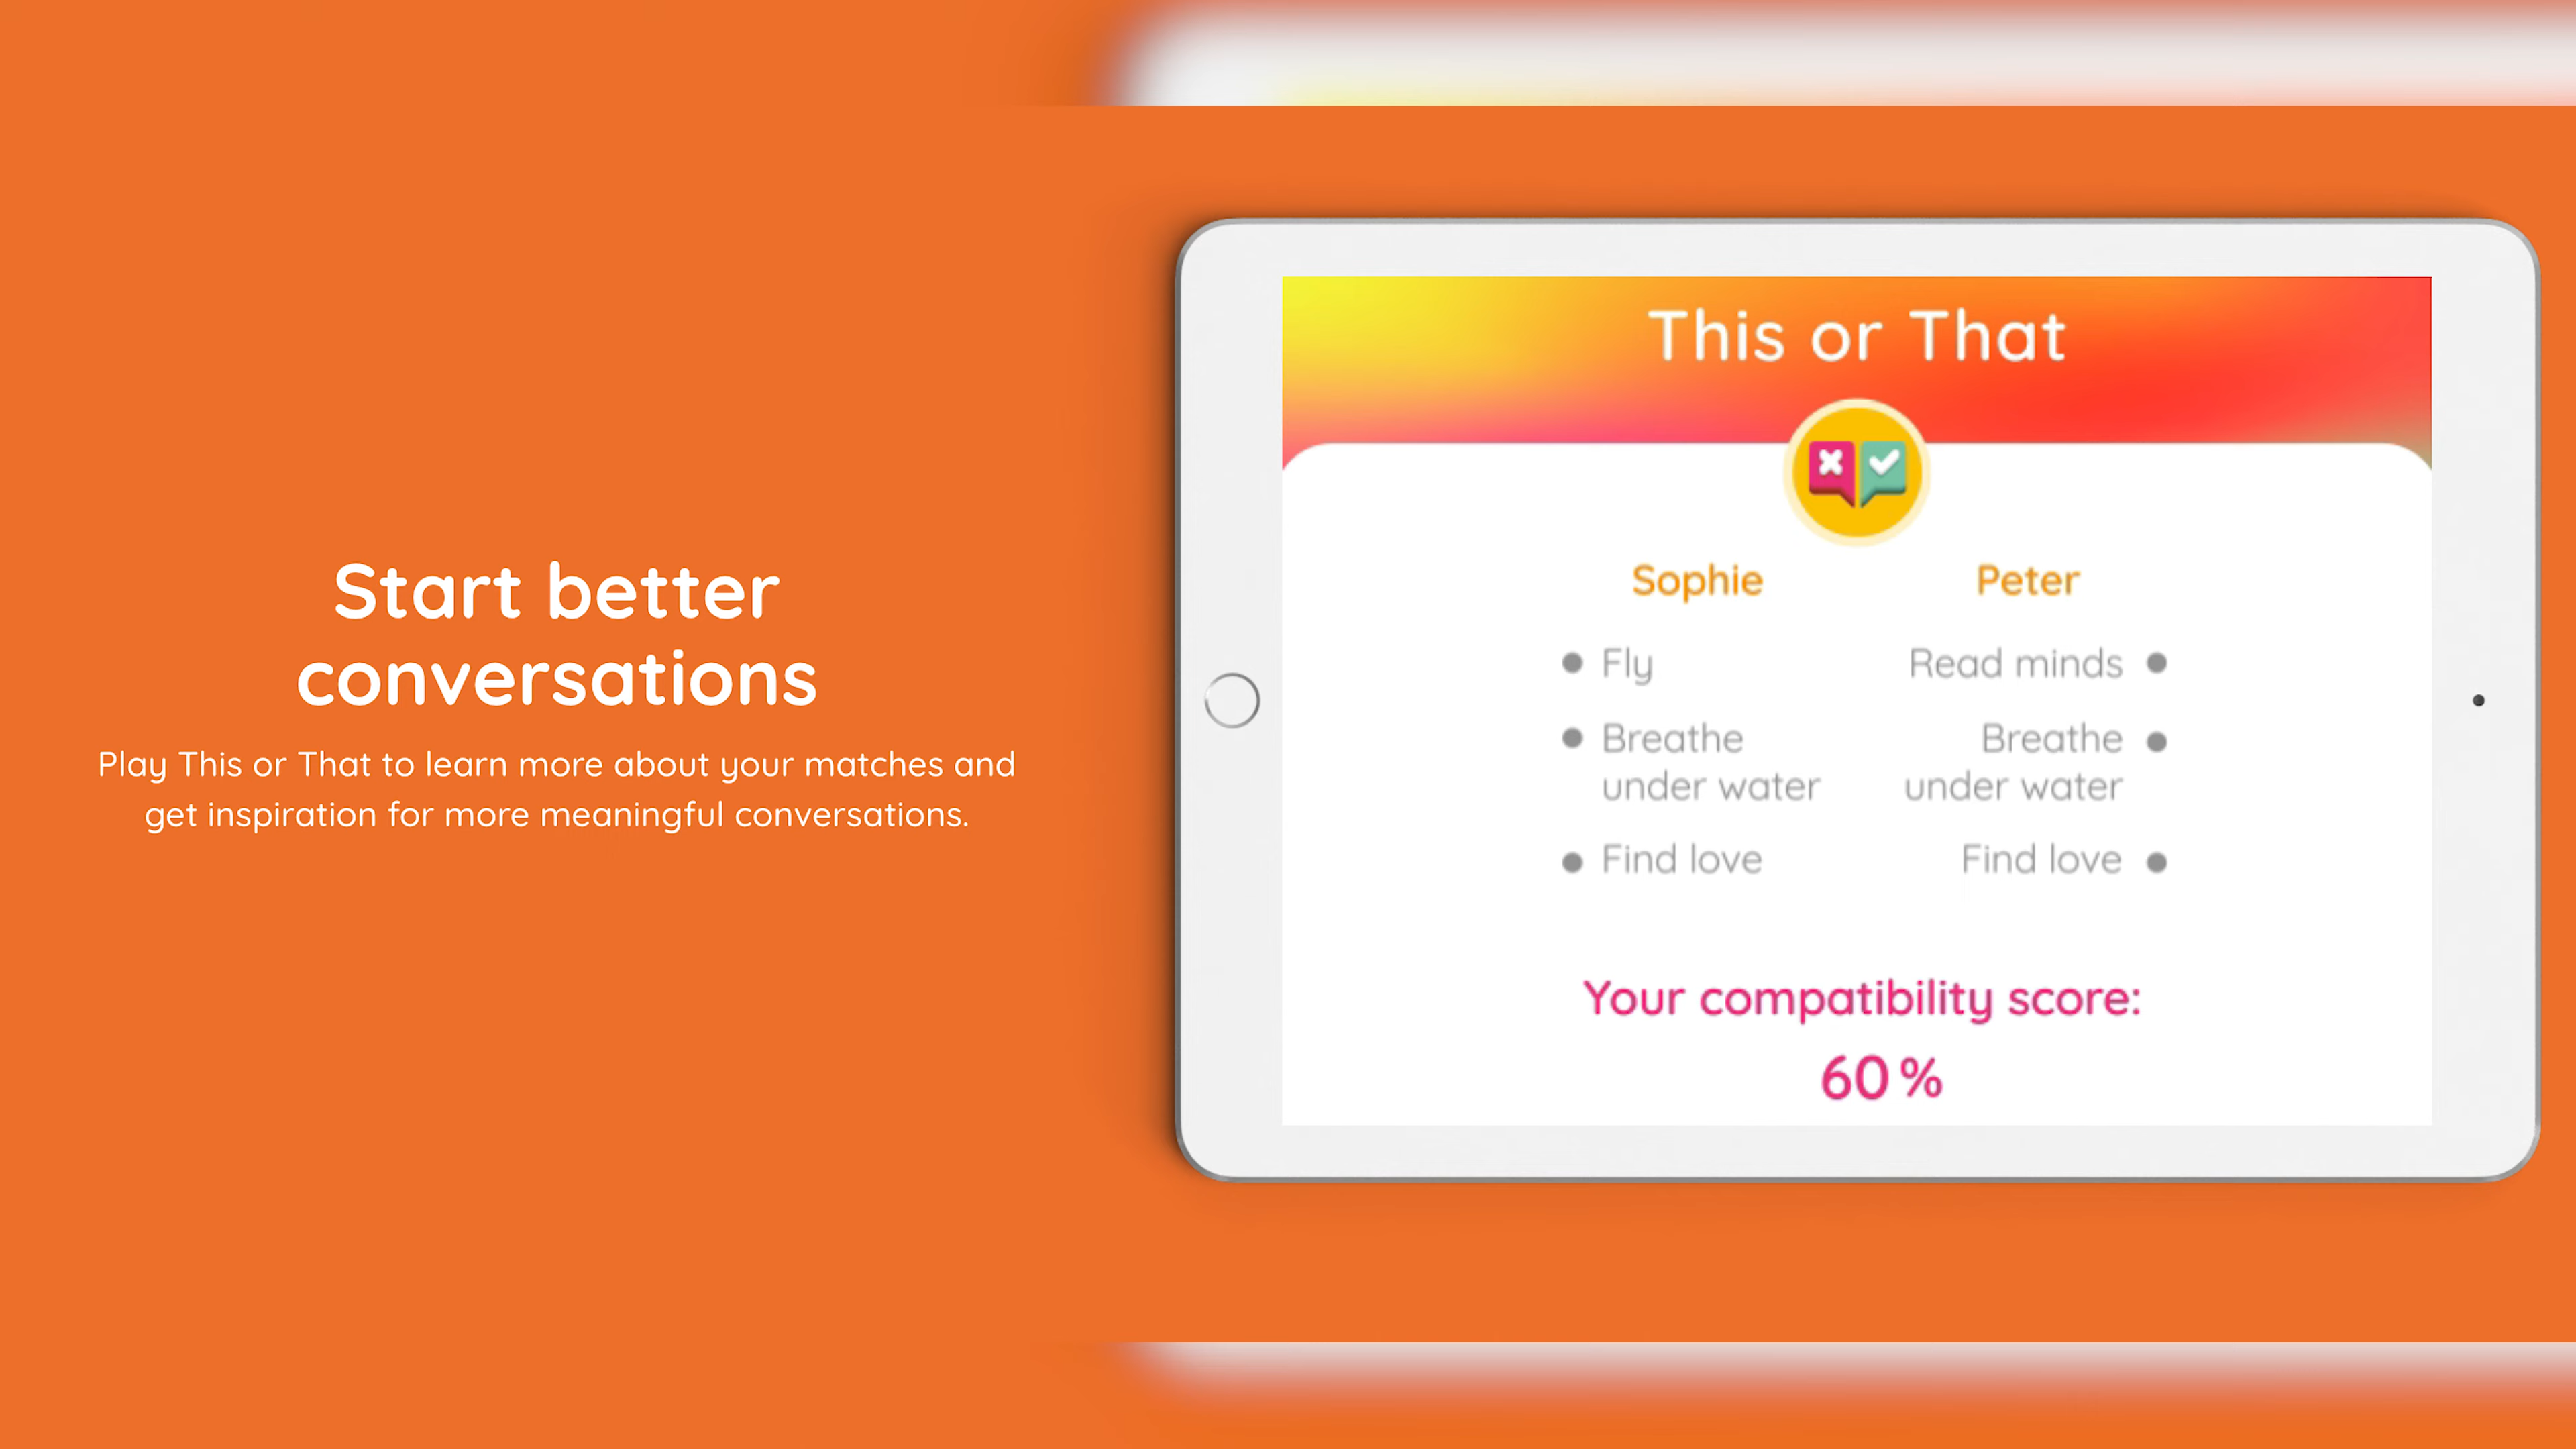 Start better
conversations
Play This or That to learn more about your matches and
get inspiration for more meaningful conversations.
This or That
Sophie
Fly
Breathe
under water
Find love
Peter
Read minds
Breathe
under water
Find love
Your compatibility score:
60 %